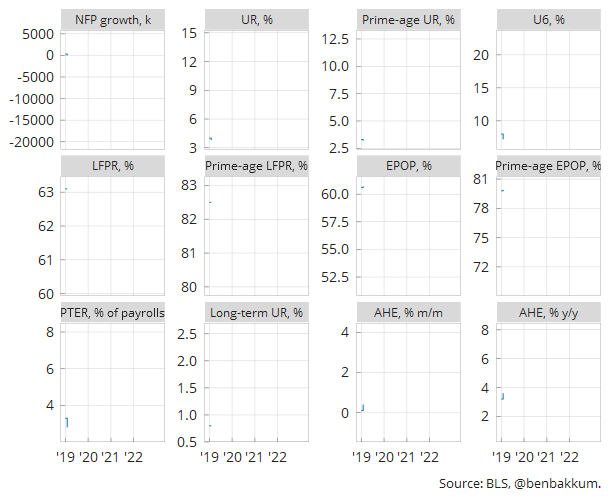 NFP growth, k
UR, %
Prime-age UR, %
U6, %
5000
0
-5000
-10000
-15000
-20000
15
12
9
6
3
12.5
10.0
7.5
5.0
2.5
20
15
10
LFPR, %
Prime-age LFPR, %
EPOP, %
Prime-age EPOP, %
63
62
61
60
83
82
81
80
60.0
57.5
55.0
52.5
81
78
75
72
PTER, % of payrolls
Long-term UR, %
AHE, % m/m
AHE, % y/y
8
6
4
2.5
2.0
1.5
1.0
0.5
4
2
0
8
6
4
2
'19 '20 '21 '22
'19 '20 '21 '22
'19 '20 '21 '22
'19 '20 '21 '22
Source: BLS, @benbakkum.